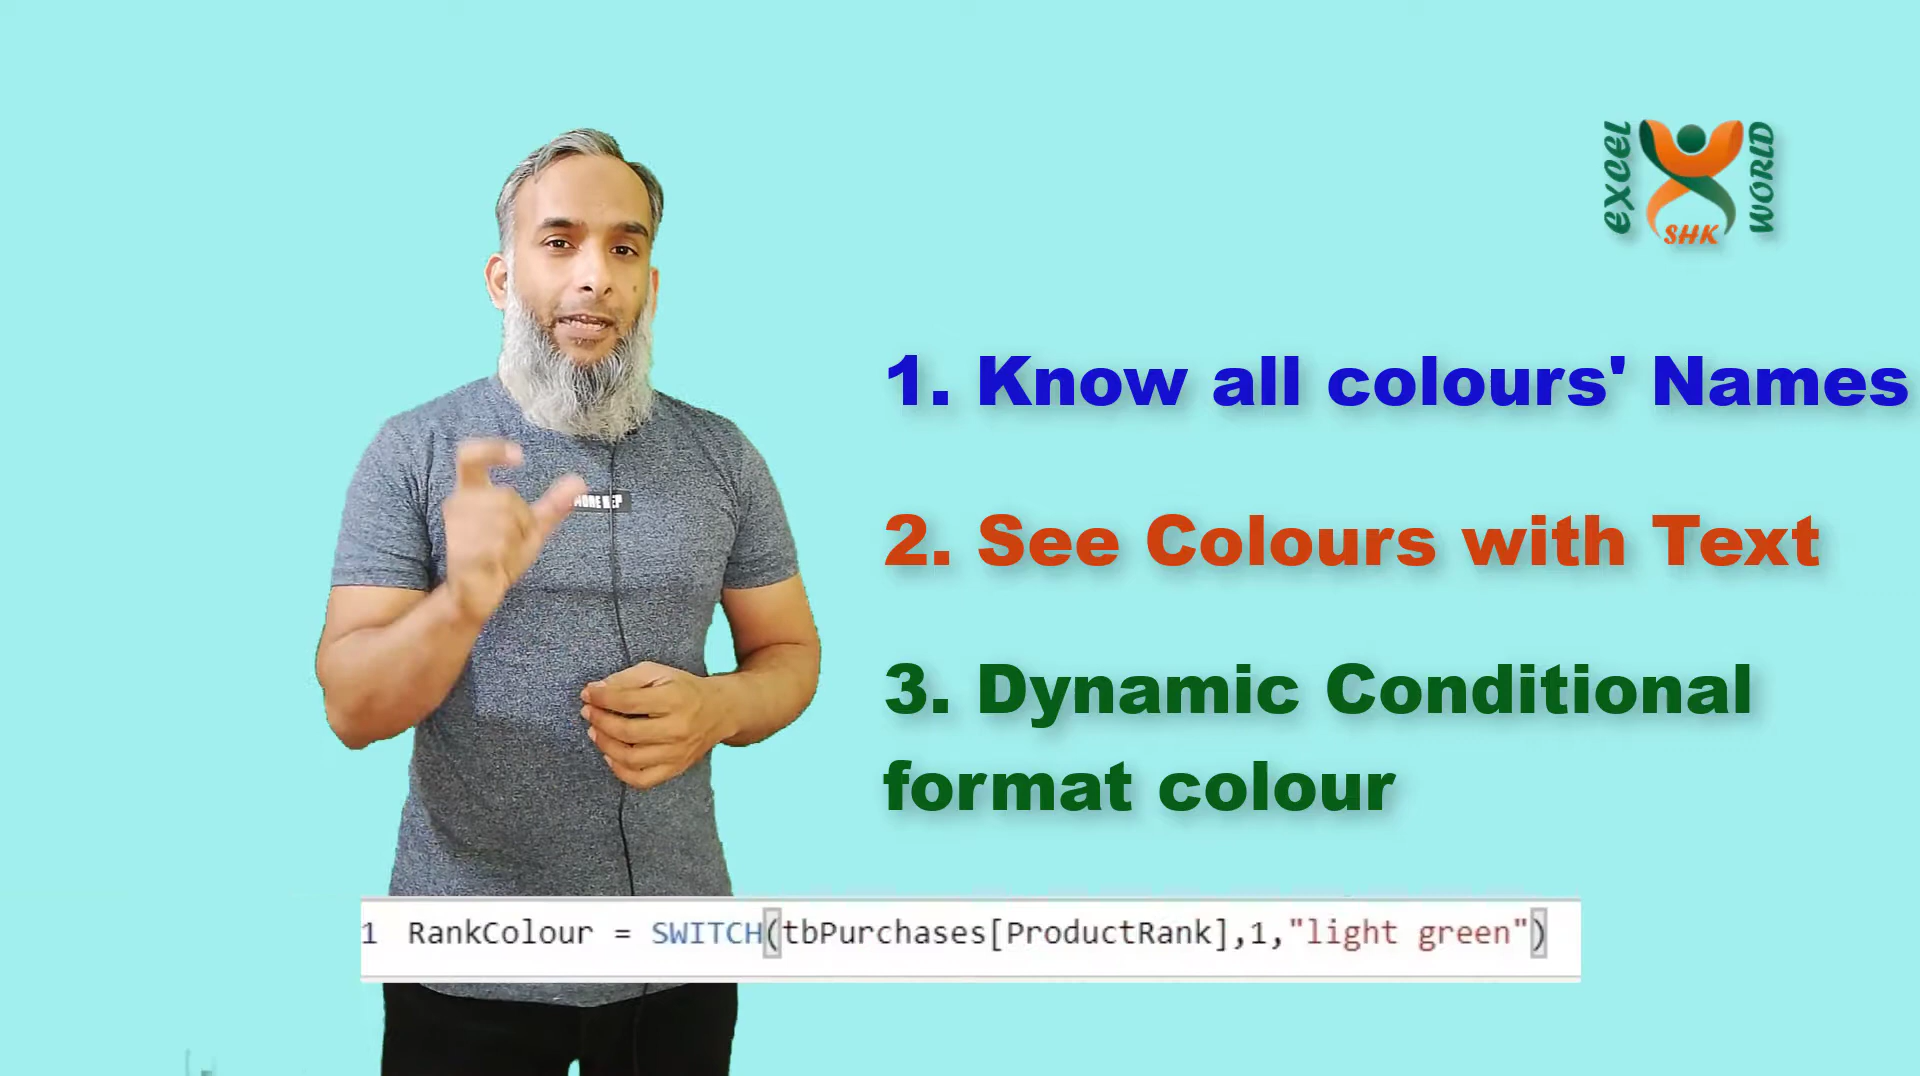 eXCeL
WORLD
SHK
1. Know all colours' Names
2. See Colours with Text
3. Dynamic Conditional
format colour
1 RankColour = SWITCH(tbPurchases[ProductRank],1,"light green")